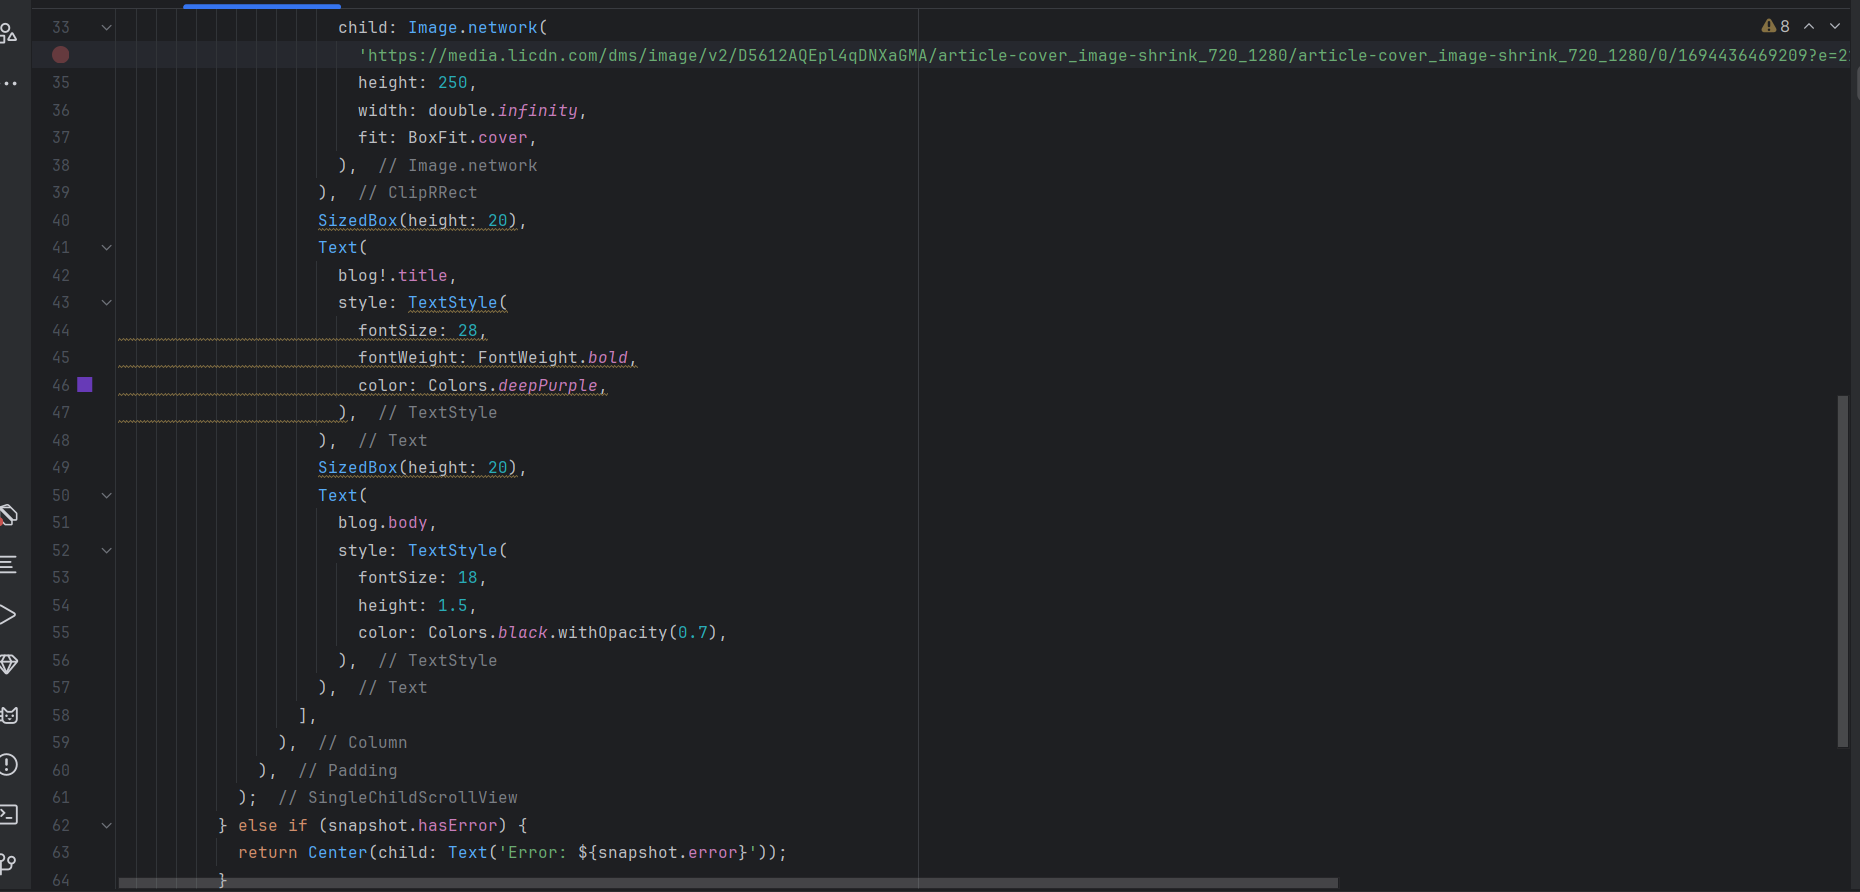 33 child: Image.network(
8
'https://media.licdn.com/dms/image/v2/D5612AQEpl4qDNXaGMA/article-cover_image-shrink_720_1280/article-cover_image-shrink_720_1280/0/1694436469209?e=2
35 height: 250,
36 width: double.infinity,
37 fit: BoxFit.cover,
38 ), // Image.network
39 ), // ClipRRect
40 SizedBox(height: 20),
41 Text(
42 blog!.title,
43 style: TextStyle(
44 fontSize: 28,
45 fontWeight: FontWeight.bold,
46 color: Colors.deepPurple,
47 ), // TextStyle
48 ), // Text
49 SizedBox(height: 20),
50 Text(
51 blog.body,
52 style: TextStyle(
53 fontSize: 18,
54 height: 1.5,
55 color: Colors.black.withOpacity(0.7),
56 ), // TextStyle
57 ), // Text
58 ],
59 ), // Column
60 ), // Padding
61 ); // SingleChildScrollView
62 } else if (snapshot.hasError) {
63 return Center(child: Text('Error: ${snapshot.error}'));
64 }